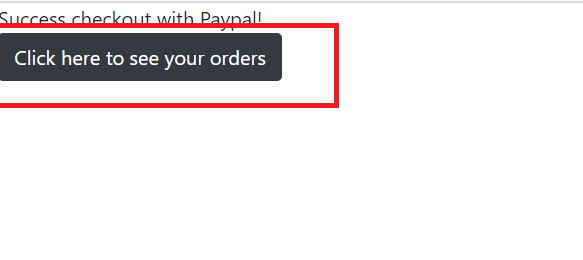 Success checkout with Paypal!
Click here to see your orders